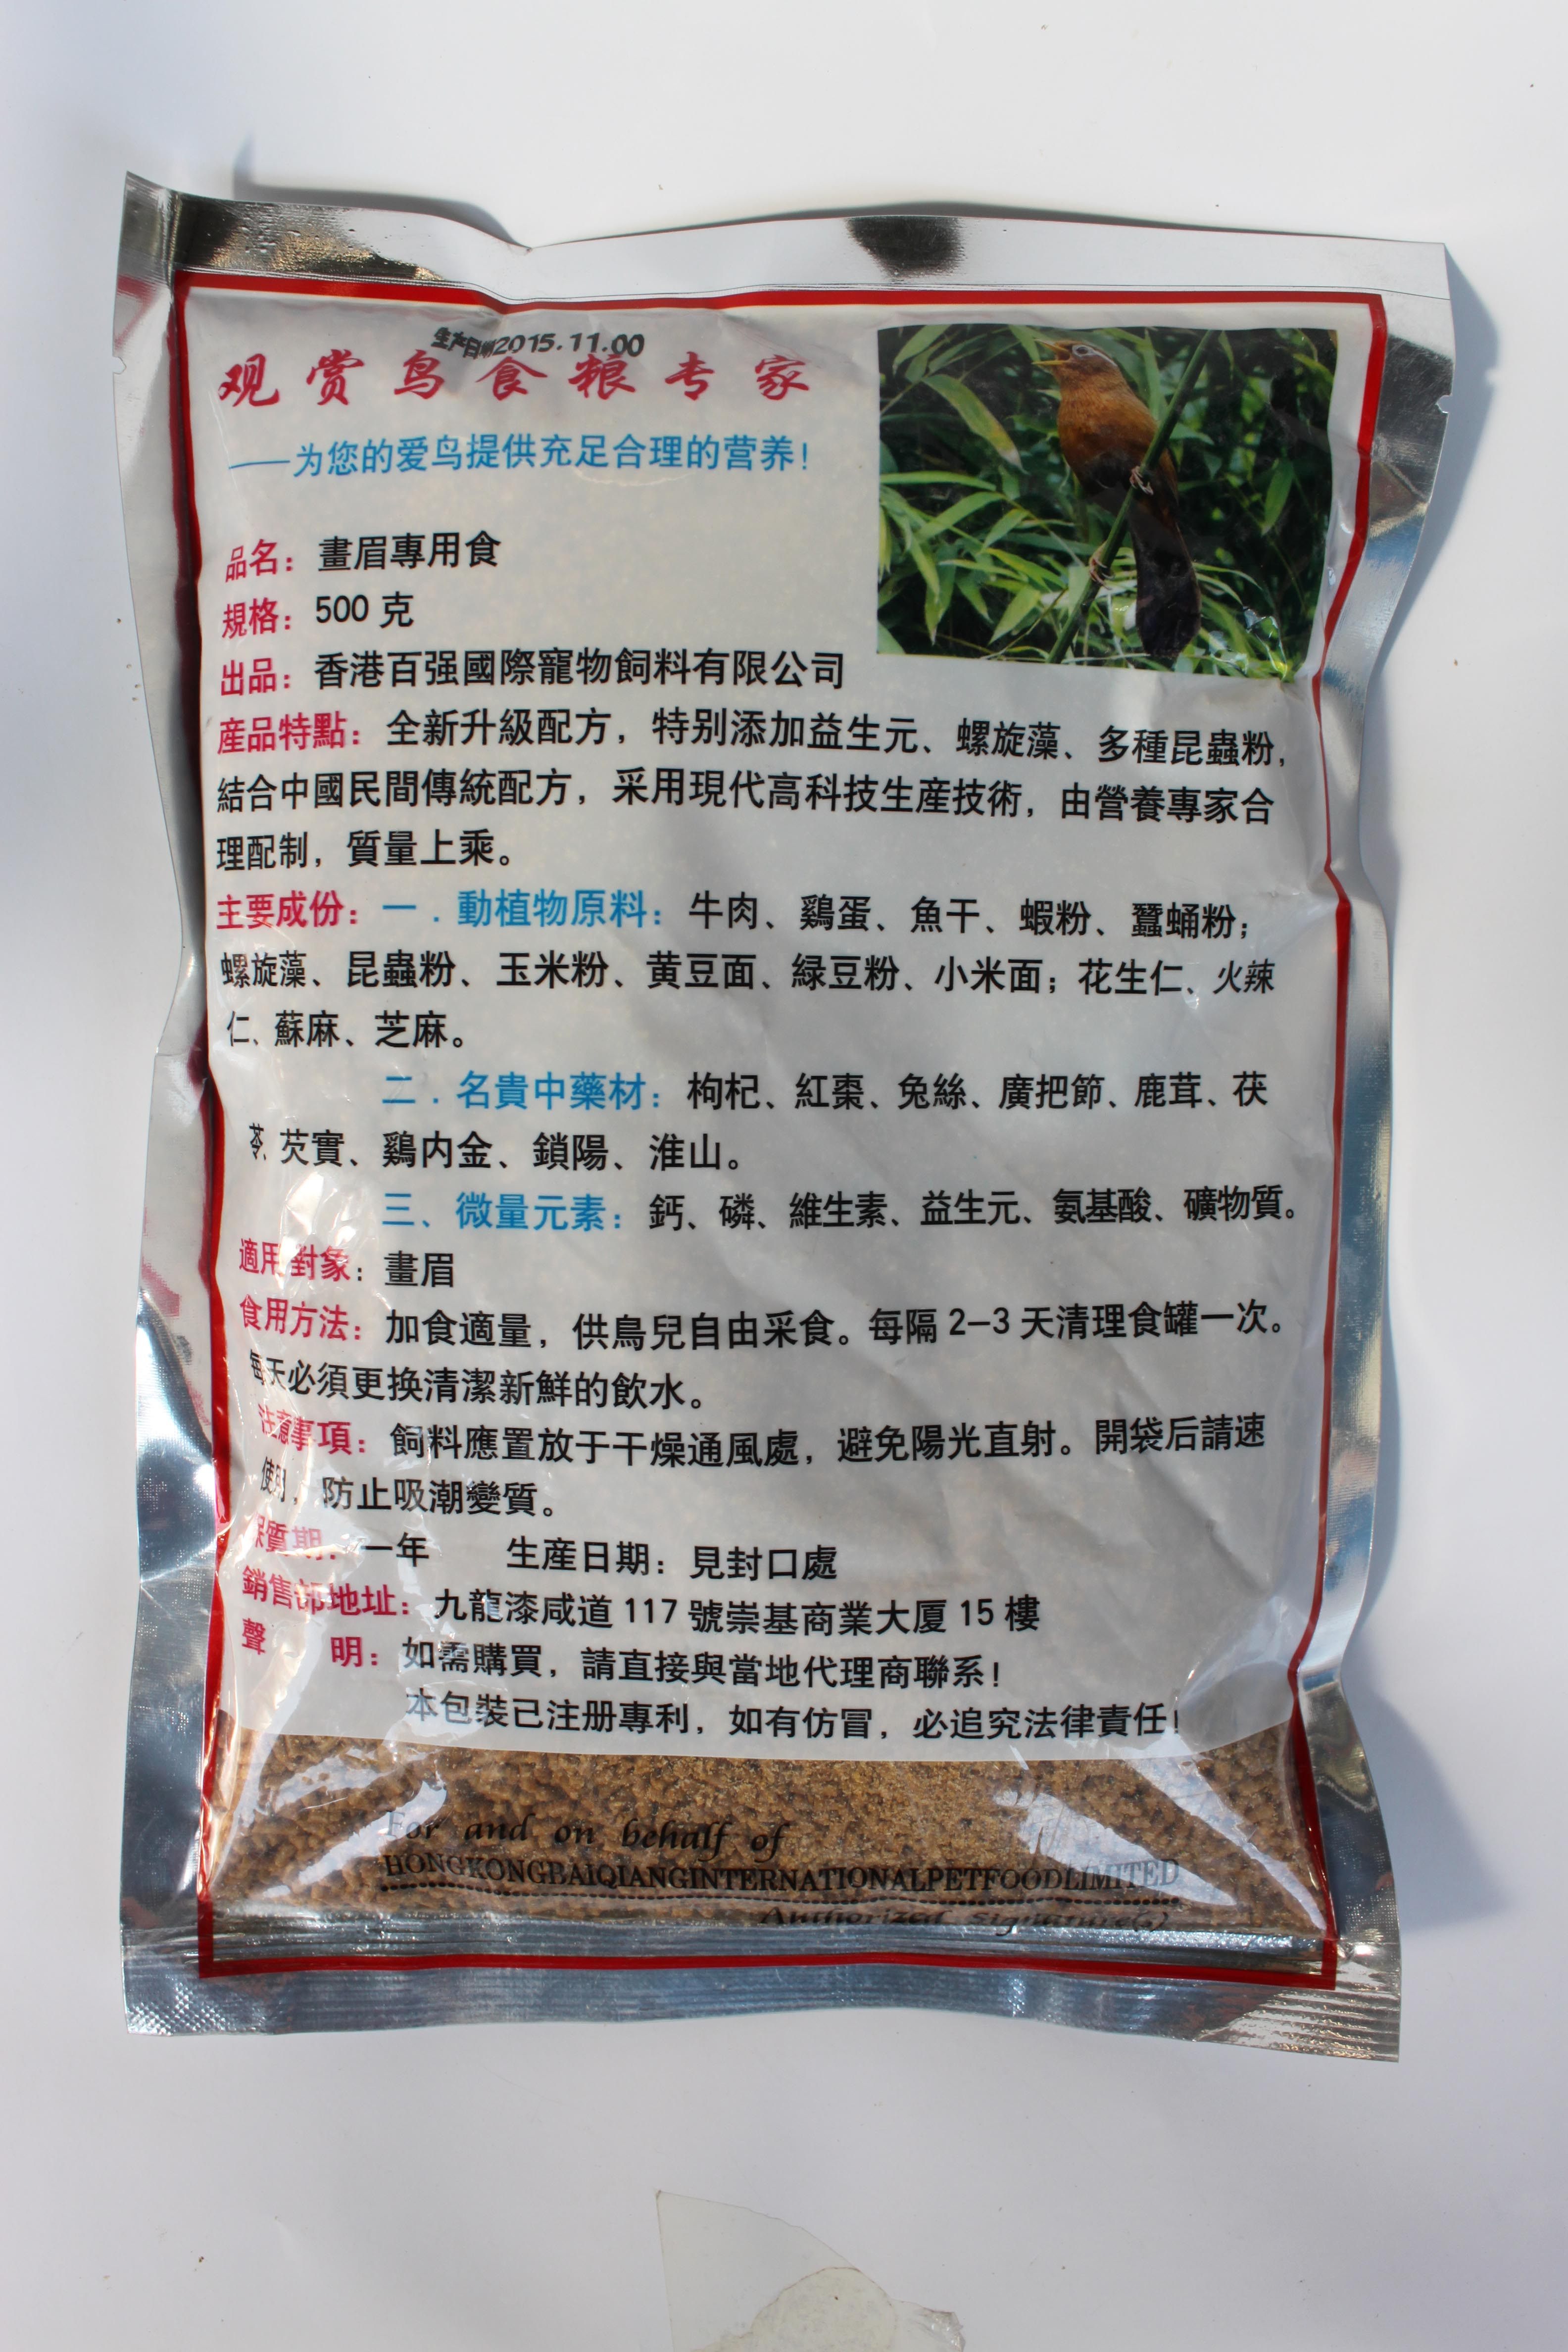 生产日期2015.11.00
观赏鸟食粮专家
——为您的爱鸟提供充足合理的营养！
品名：畫眉專用食
規格：500 克
出品：香港百强國際寵物飼料有限公司
産品特點：全新升級配方，特别添加益生元、螺旋藻、多種昆蟲粉，
結合中國民間傳統配方，采用現代高科技生産技術，由營養專家合
理配制，質量上乘。
主要成份：一．動植物原料：牛肉、鷄蛋、魚干、蝦粉、蠶蛹粉；
螺旋藻、昆蟲粉、玉米粉、黄豆面、緑豆粉、小米面；花生仁、火辣
仁、蘇麻、芝麻。
二．名貴中藥材：枸杞、紅棗、兔絲、廣把節、鹿茸、茯
苓、芡實、鷄内金、鎖陽、淮山。
三、微量元素：鈣、磷、維生素、益生元、氨基酸、礦物質。
適用對象：畫眉
食用方法：加食適量，供鳥兒自由采食。每隔 2–3 天清理食罐一次。
每天必須更换清潔新鮮的飲水。
注意事項：飼料應置放于干燥通風處，避免陽光直射。開袋后請速
使用，防止吸潮變質。
保質期：一年 生産日期：見封口處
銷售部地址：九龍漆咸道 117 號崇基商業大厦 15 樓
聲 明：如需購買，請直接與當地代理商聯系！
本包裝已注册專利，如有仿冒，必追究法律責任！
For and on behalf of
HONGKONGBAIQIANGINTERNATIONALPETFOODLIMITED
Authorized signature(s)